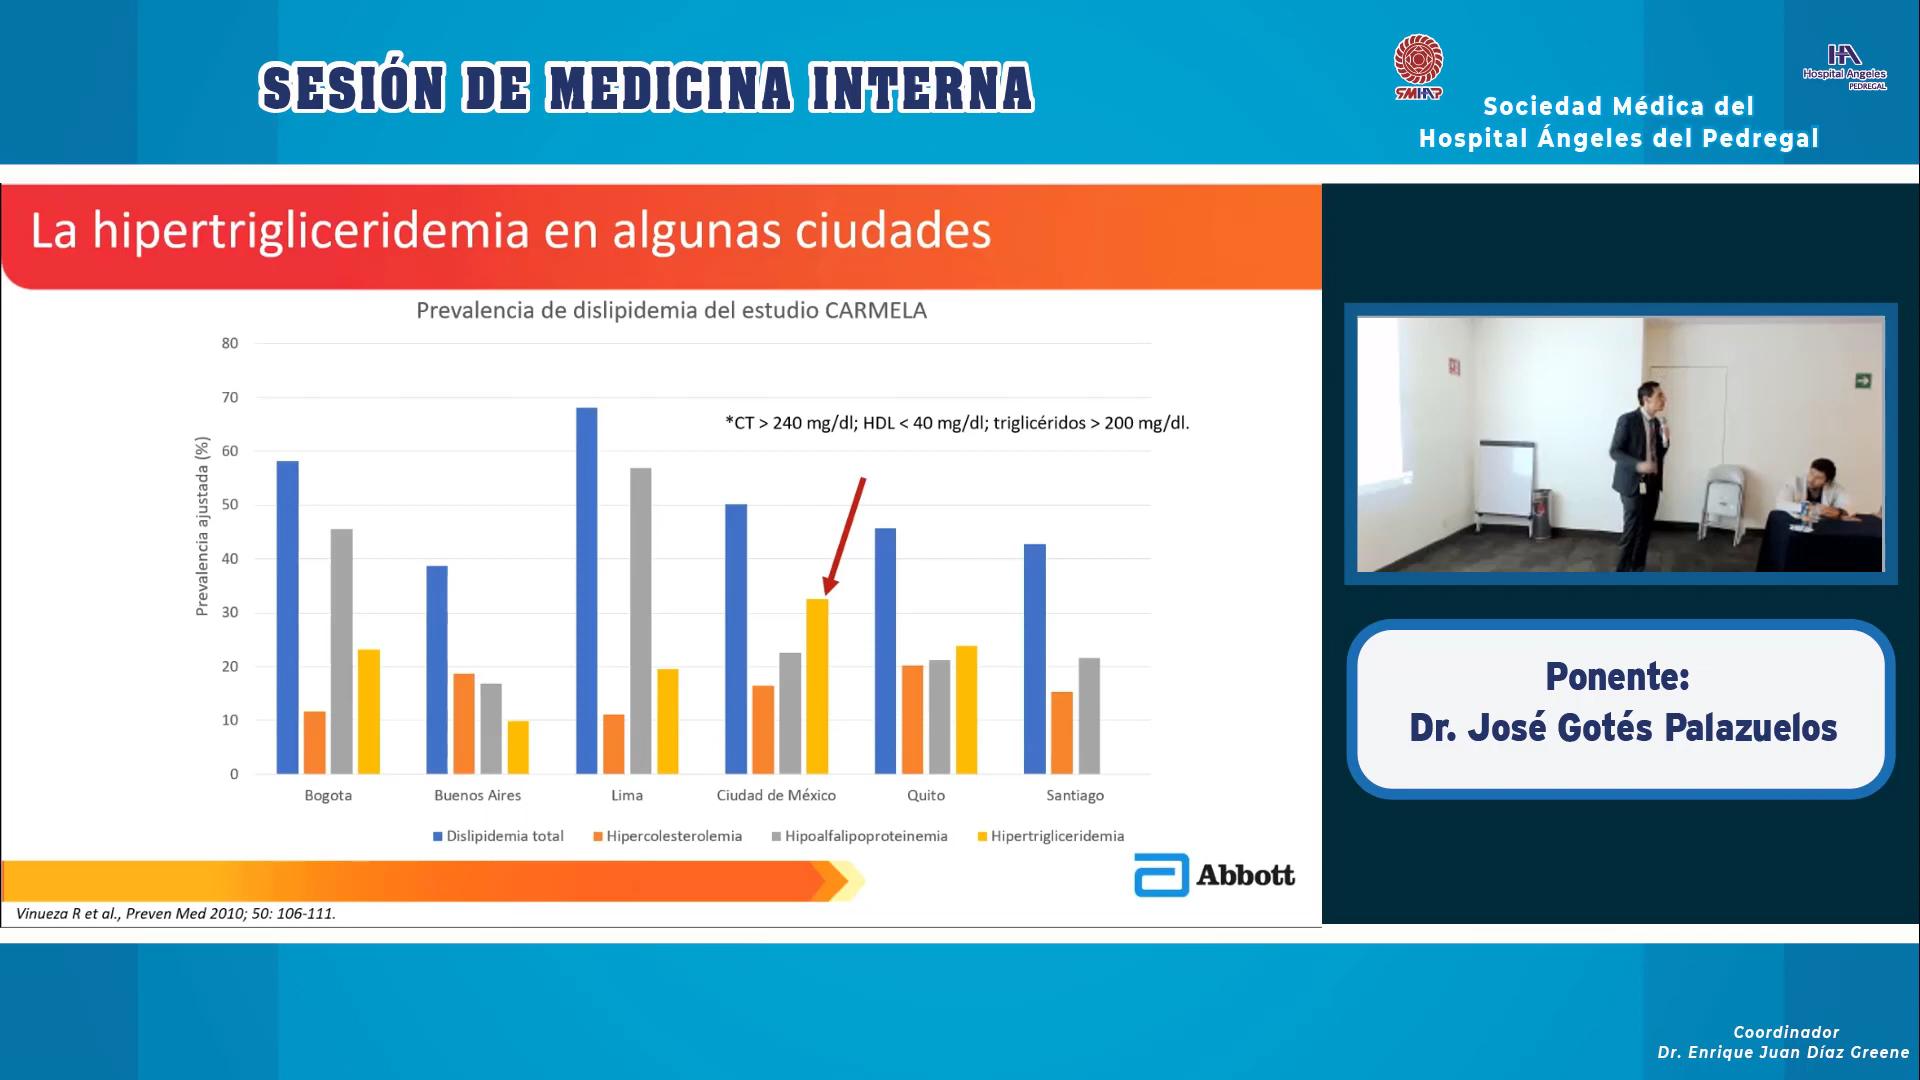 SESIÓN DE MEDICINA INTERNA
SMHAP
Sociedad Médica del
Hospital Ángeles del Pedregal
HA
Hospital Angeles
PEDREGAL
La hipertrigliceridemia en algunas ciudades
Prevalencia de dislipidemia del estudio CARMELA
80
70
60
50
40
30
20
10
0
Prevalencia ajustada (%)
*CT > 240 mg/dl; HDL < 40 mg/dl; triglicéridos > 200 mg/dl.
Bogota Buenos Aires Lima Ciudad de México Quito Santiago
Dislipidemia total Hipercolesterolemia Hipoalfalipoproteinemia Hipertrigliceridemia
Abbott
Vinueza R et al., Preven Med 2010; 50: 106-111.
Ponente:
Dr. José Gotés Palazuelos
Coordinador
Dr. Enrique Juan Díaz Greene